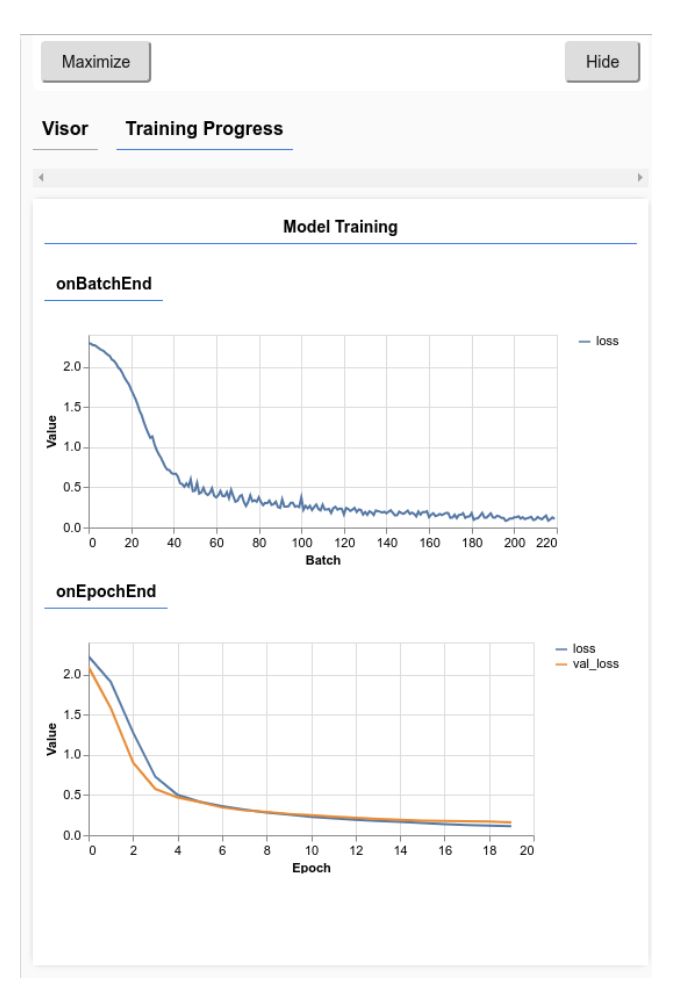 Maximize Hide
Visor Training Progress
Model Training
onBatchEnd
loss
2.0
1.5
1.0
0.5
0.0
Value
0 20 40 60 80 100 120 140 160 180 200 220
Batch
onEpochEnd
loss
val_loss
2.0
1.5
1.0
0.5
0.0
Value
0 2 4 6 8 10 12 14 16 18 20
Epoch